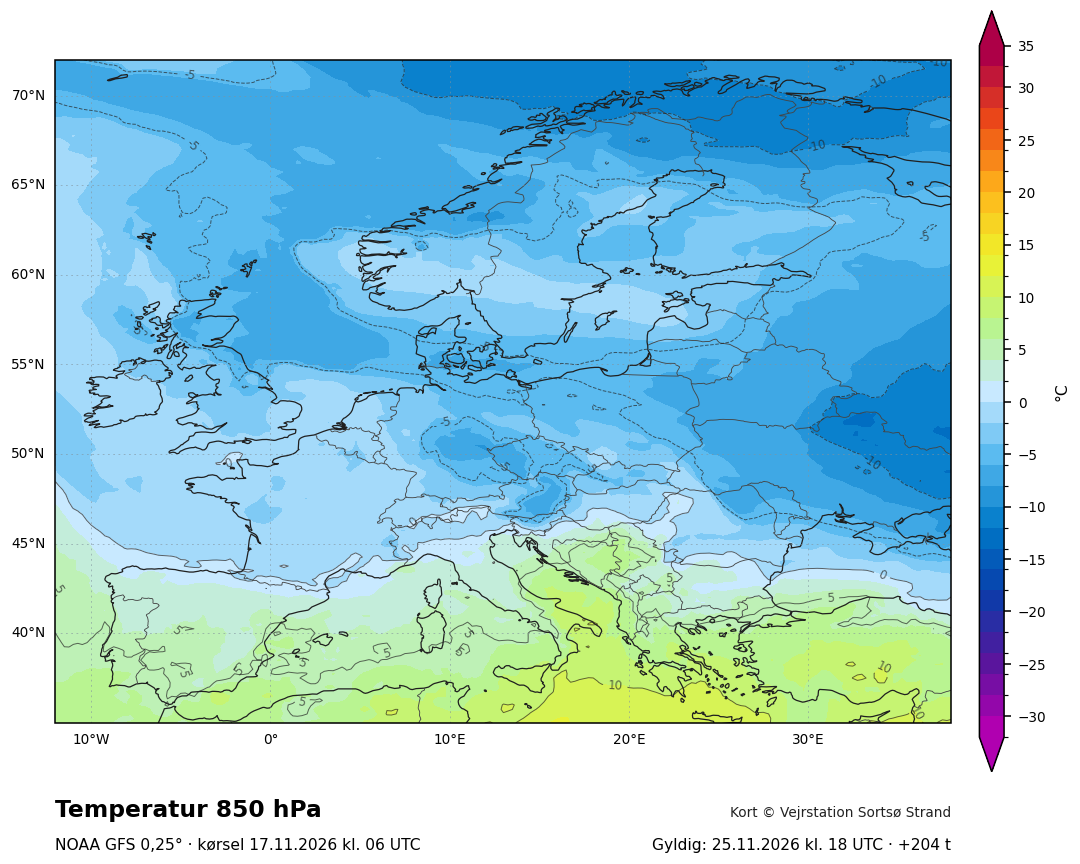 70°N
65°N
60°N
55°N
50°N
45°N
40°N
10°W
0°
10°E
20°E
30°E
35
30
25
20
15
10
5
0
−5
−10
−15
−20
−25
−30
°C
Temperatur 850 hPa
Kort © Vejrstation Sortsø Strand
NOAA GFS 0,25° · kørsel 17.11.2026 kl. 06 UTC
Gyldig: 25.11.2026 kl. 18 UTC · +204 t